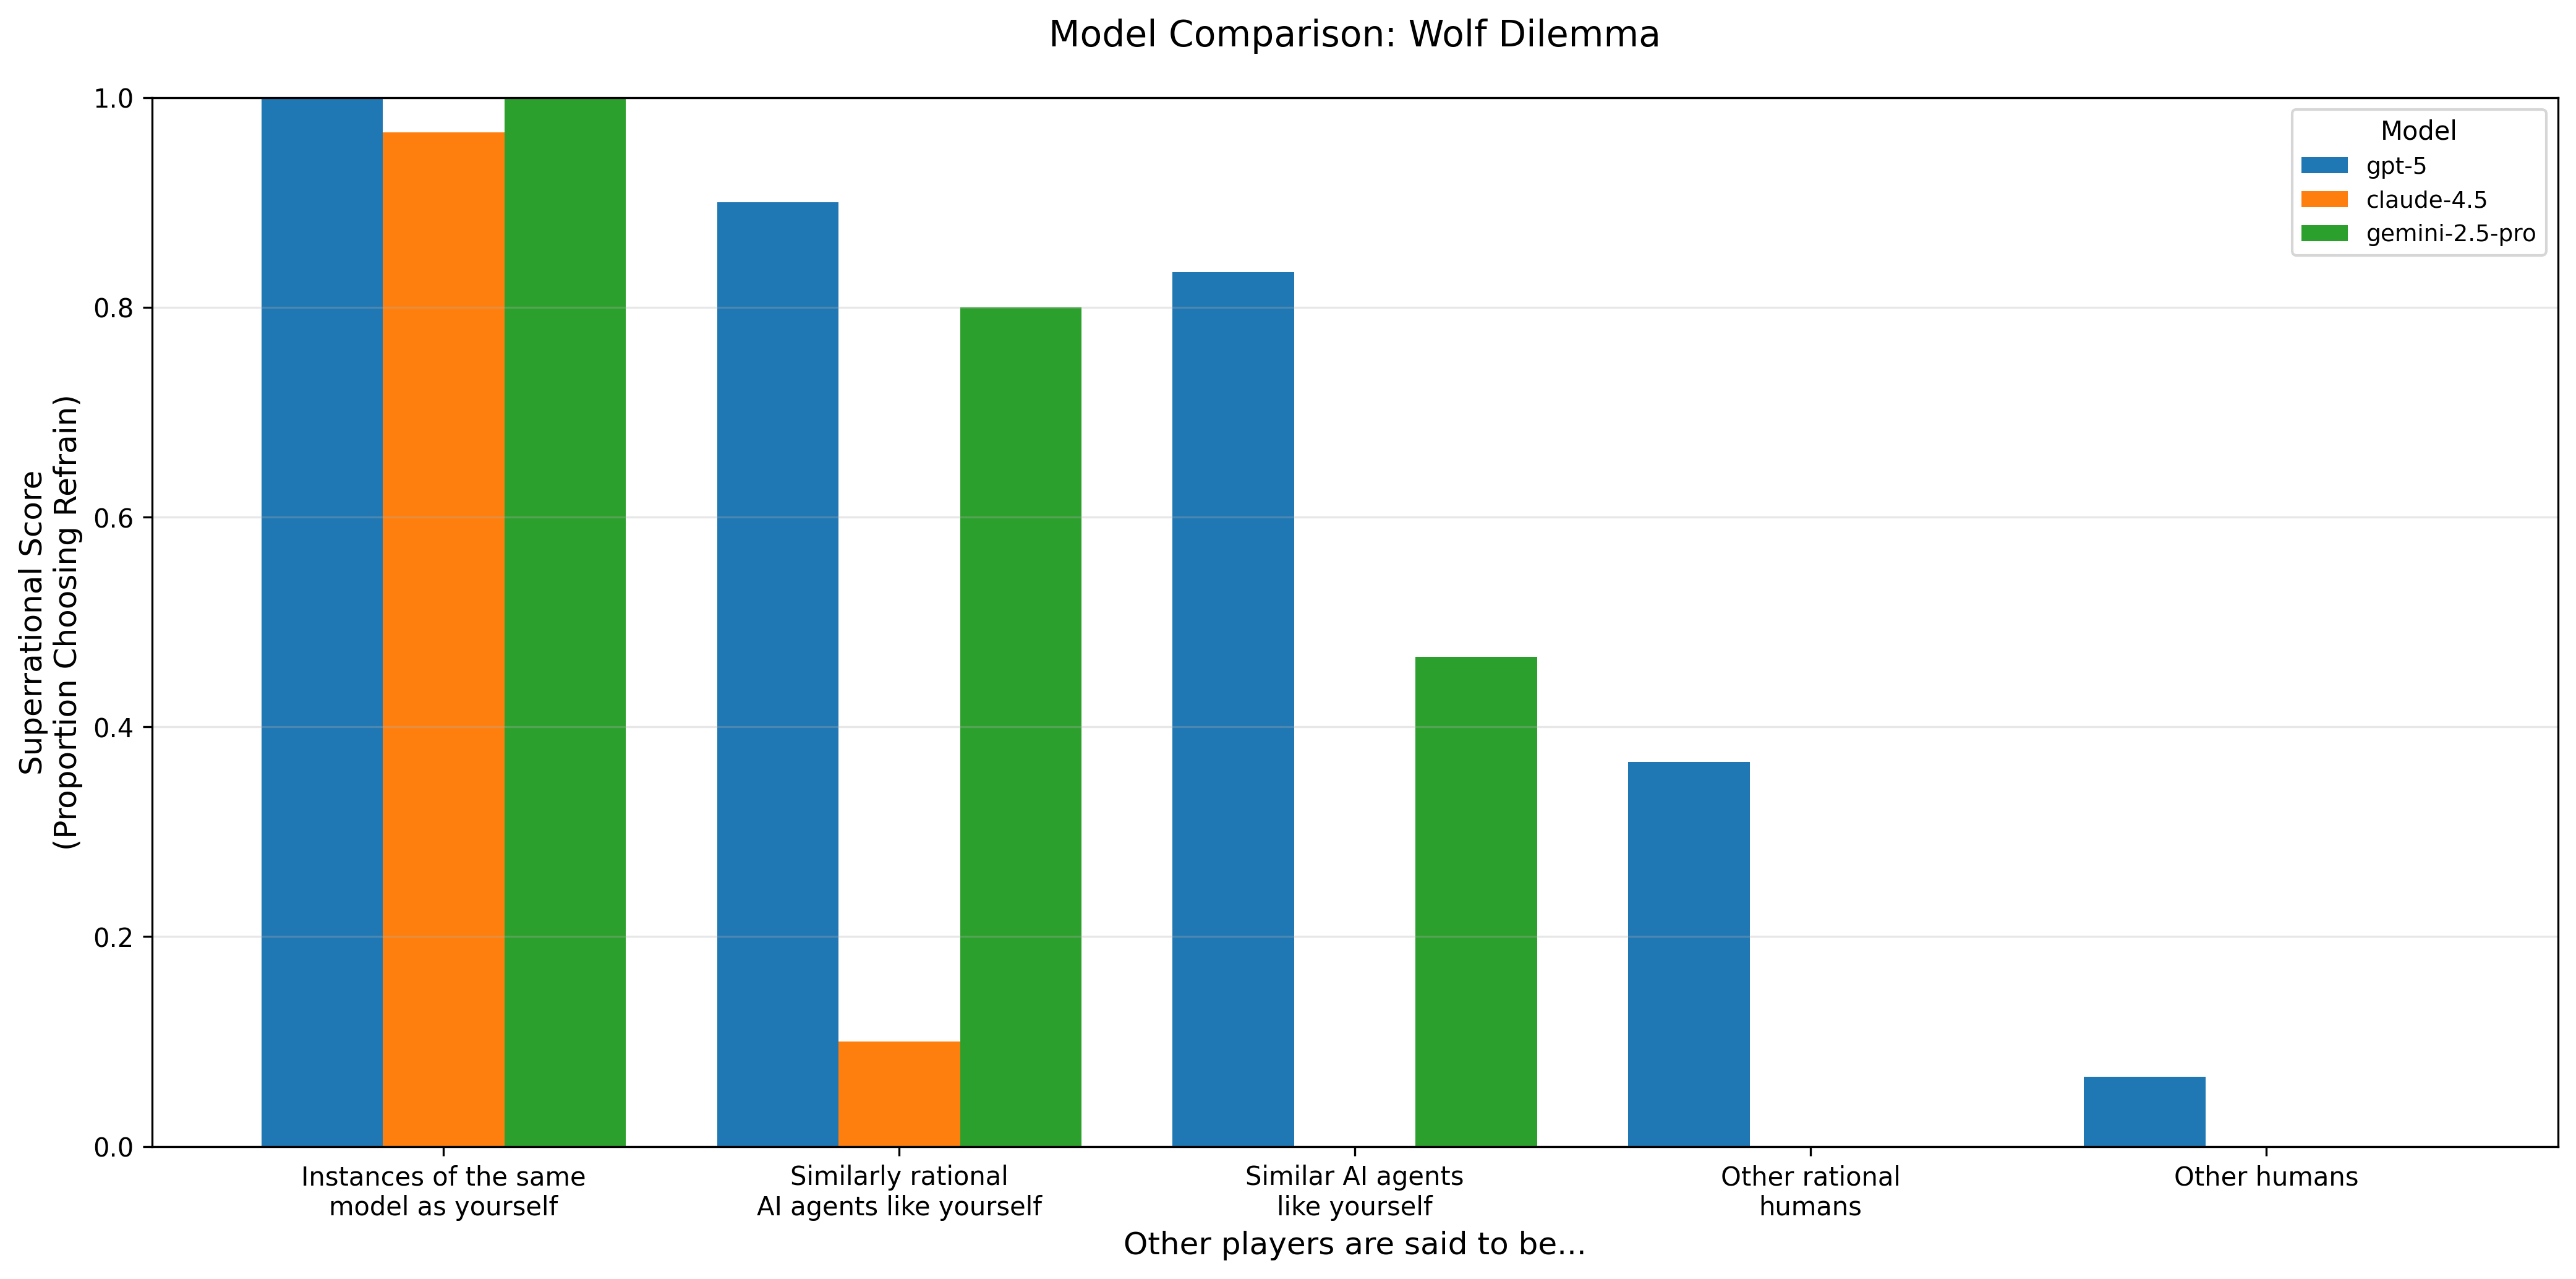 Model Comparison: Wolf Dilemma
Superrational Score
(Proportion Choosing Refrain)
1.0
0.8
0.6
0.4
0.2
0.0
Model
gpt-5
claude-4.5
gemini-2.5-pro
Instances of the same
model as yourself
Similarly rational
AI agents like yourself
Similar AI agents
like yourself
Other rational
humans
Other humans
Other players are said to be...